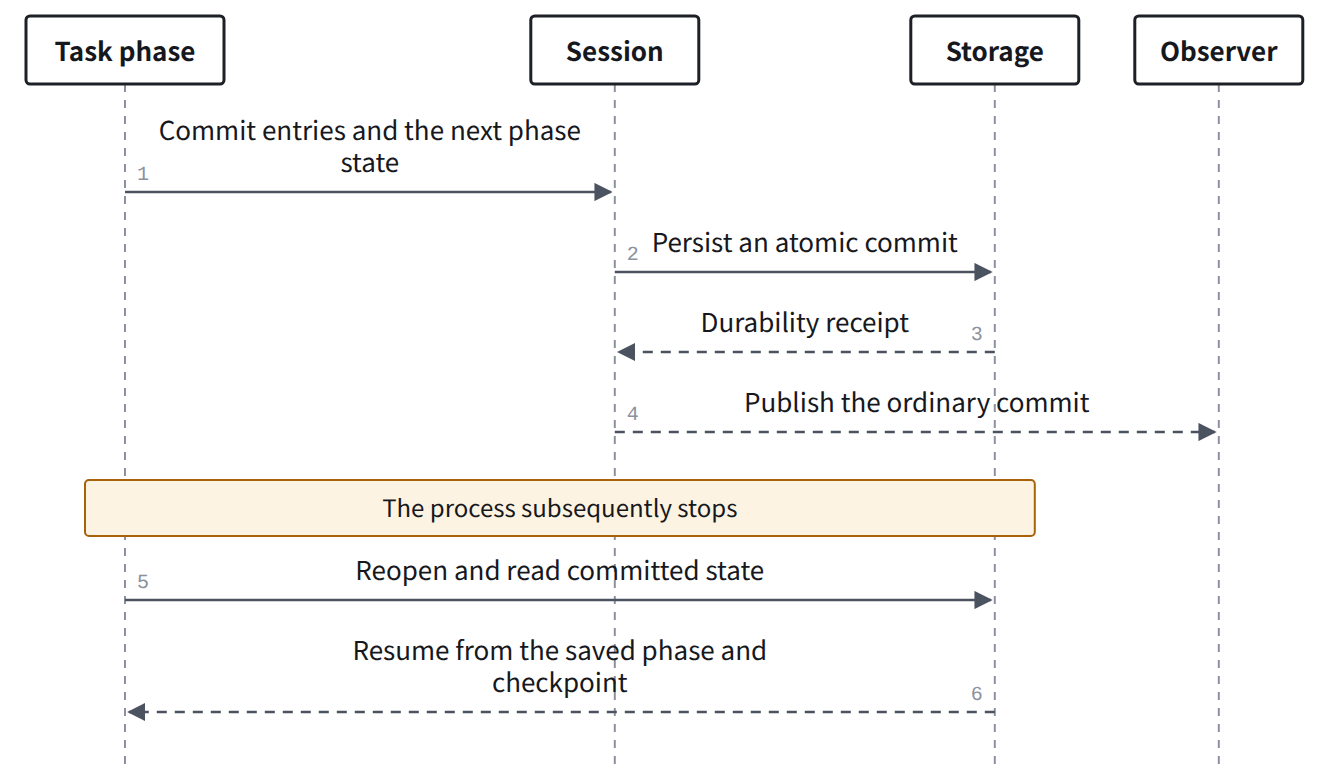 Task phase
Session
Storage
Observer
Commit entries and the next phase
state
1
Persist an atomic commit
2
Durability receipt
3
Publish the ordinary commit
4
The process subsequently stops
Reopen and read committed state
5
Resume from the saved phase and
checkpoint
6